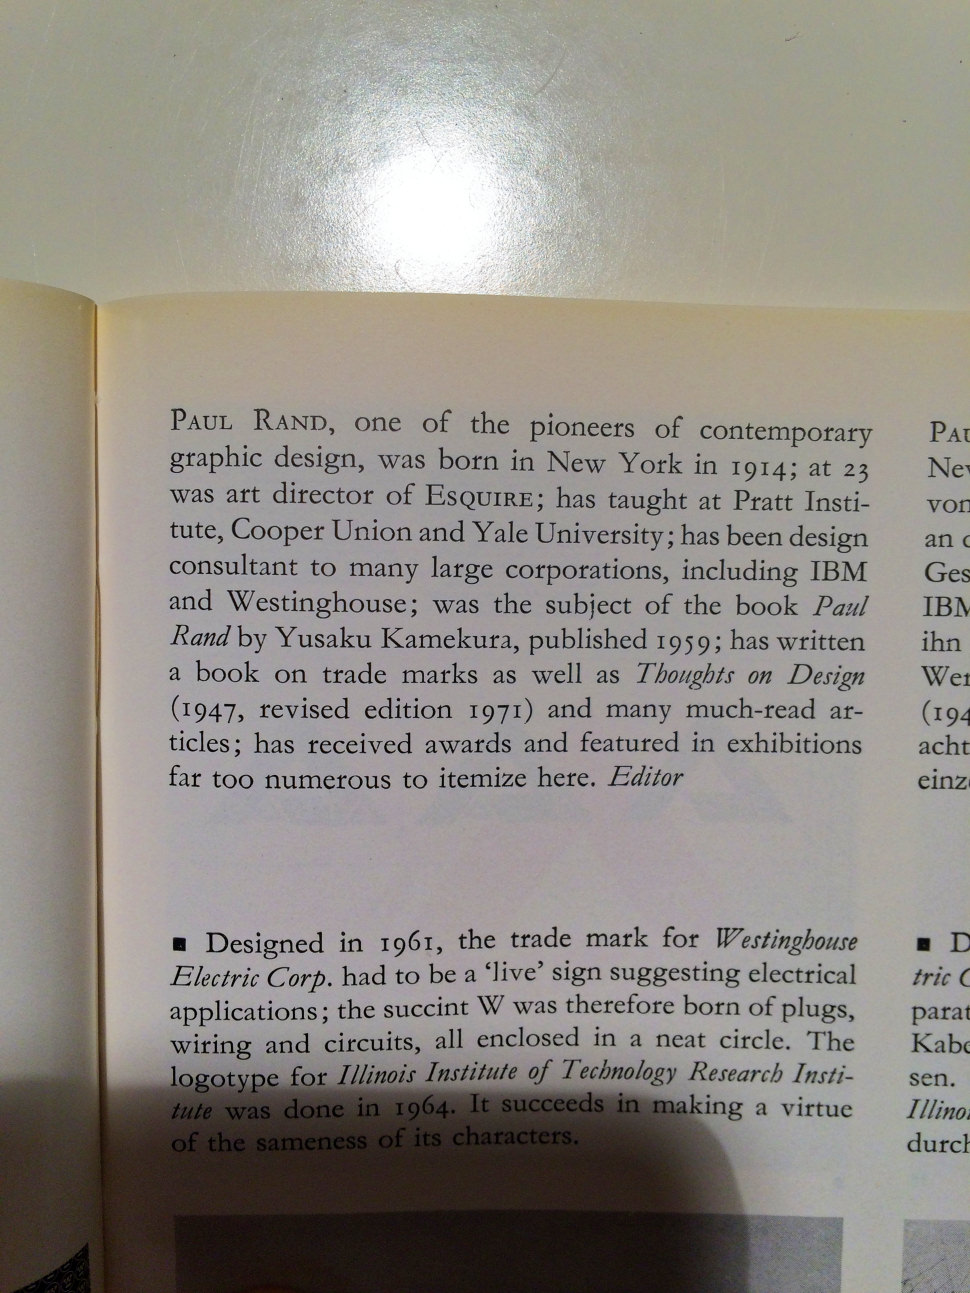 PAUL RAND, one of the pioneers of contemporary
graphic design, was born in New York in 1914; at 23
was art director of ESQUIRE; has taught at Pratt Insti-
tute, Cooper Union and Yale University; has been design
consultant to many large corporations, including IBM
and Westinghouse; was the subject of the book Paul
Rand by Yusaku Kamekura, published 1959; has written
a book on trade marks as well as Thoughts on Design
(1947, revised edition 1971) and many much-read ar-
ticles; has received awards and featured in exhibitions
far too numerous to itemize here. Editor
■ Designed in 1961, the trade mark for Westinghouse
Electric Corp. had to be a ‘live’ sign suggesting electrical
applications; the succint W was therefore born of plugs,
wiring and circuits, all enclosed in a neat circle. The
logotype for Illinois Institute of Technology Research Insti-
tute was done in 1964. It succeeds in making a virtue
of the sameness of its characters.
von
an
IBM
ihn
tric
sen.